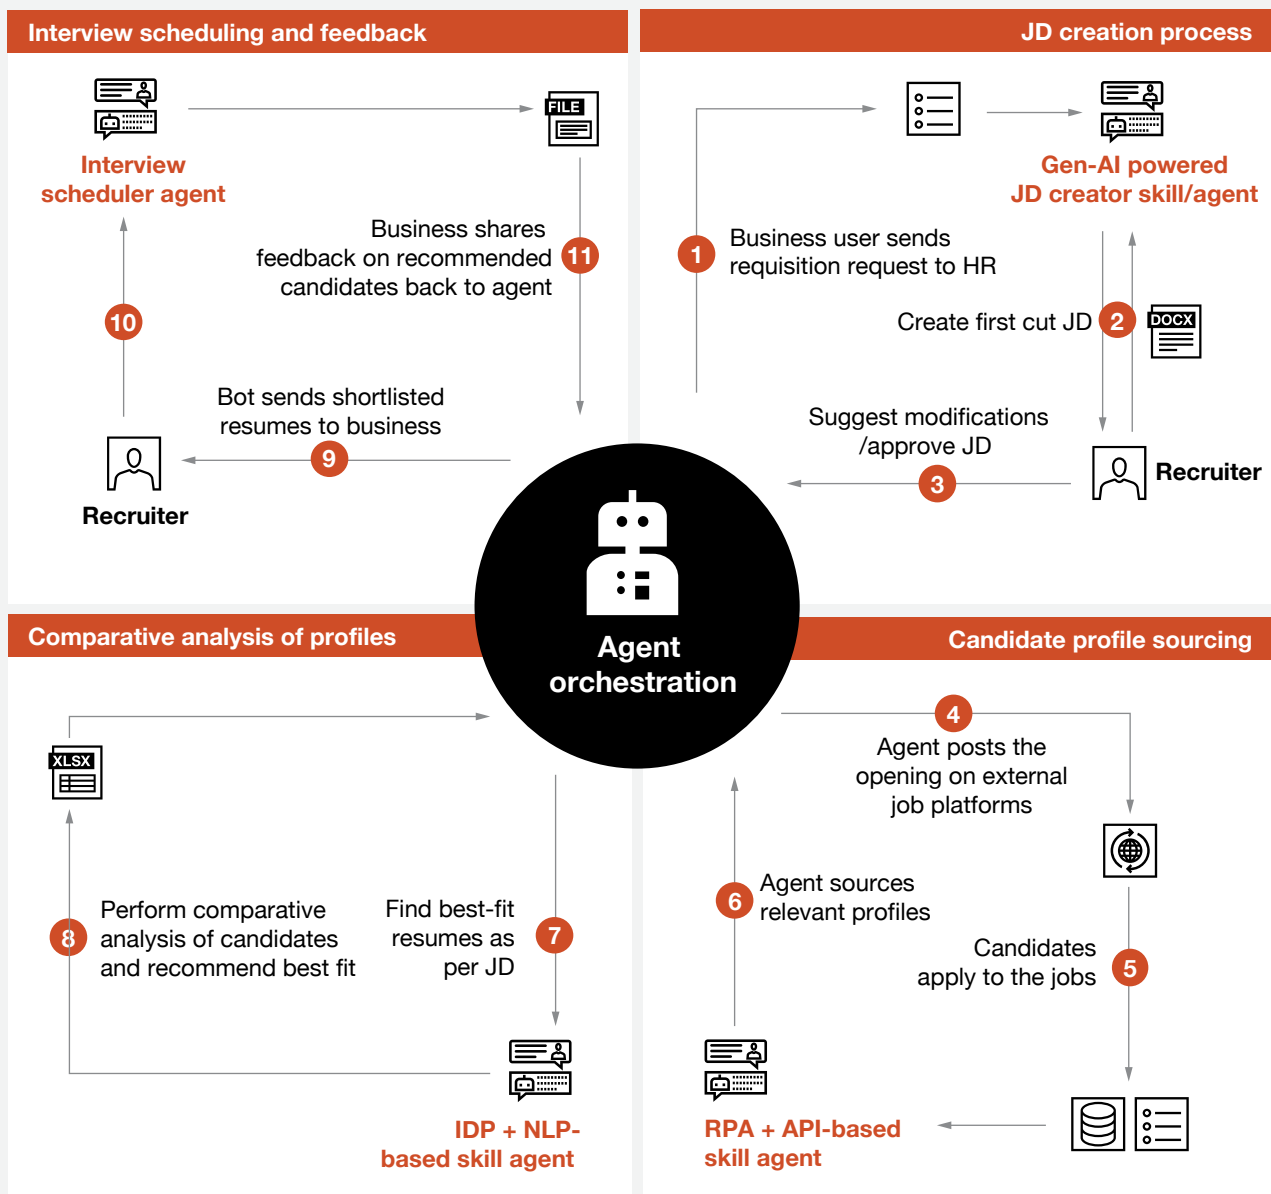 Interview scheduling and feedback
Interview
scheduler agent
FILE
Business shares
feedback on recommended
candidates back to agent
11
10
Bot sends shortlisted
resumes to business
9
Recruiter
JD creation process
Gen-AI powered
JD creator skill/agent
1
Business user sends
requisition request to HR
Create first cut JD
2
DOCX
Suggest modifications
/approve JD
3
Recruiter
Agent
orchestration
Comparative analysis of profiles
XLSX
8
Perform comparative
analysis of candidates
and recommend best fit
Find best-fit
resumes as
per JD
7
IDP + NLP-
based skill agent
Candidate profile sourcing
4
Agent posts the
opening on external
job platforms
6
Agent sources
relevant profiles
Candidates
apply to the jobs
5
RPA + API-based
skill agent